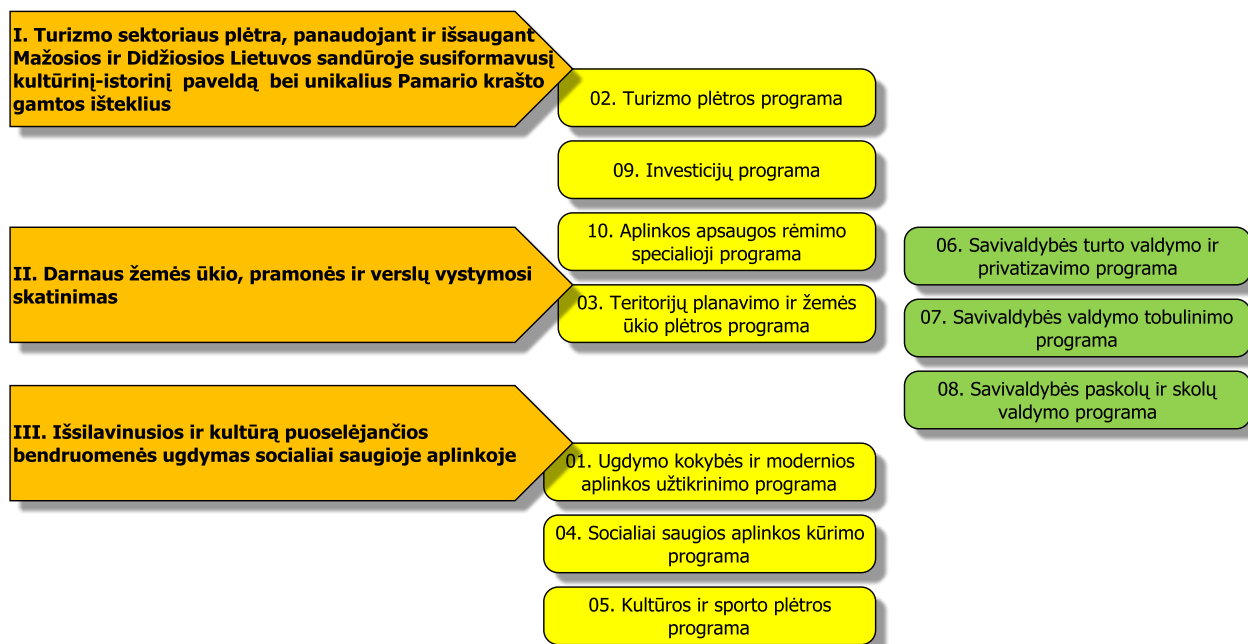 I. Turizmo sektoriaus plėtra, panaudojant ir išsaugant
Mažosios ir Didžiosios Lietuvos sandūroje susiformavusį
kultūrinį-istorinį paveldą bei unikalius Pamario krašto
gamtos išteklius
02. Turizmo plėtros programa
09. Investicijų programa
10. Aplinkos apsaugos rėmimo
specialioji programa
06. Savivaldybės turto valdymo ir
privatizavimo programa
II. Darnaus žemės ūkio, pramonės ir verslų vystymosi
skatinimas
03. Teritorijų planavimo ir žemės
ūkio plėtros programa
07. Savivaldybės valdymo tobulinimo
programa
08. Savivaldybės paskolų ir skolų
valdymo programa
III. Išsilavinusios ir kultūrą puoselėjančios
bendruomenės ugdymas socialiai saugioje aplinkoje
01. Ugdymo kokybės ir modernios
aplinkos užtikrinimo programa
04. Socialiai saugios aplinkos kūrimo
programa
05. Kultūros ir sporto plėtros
programa